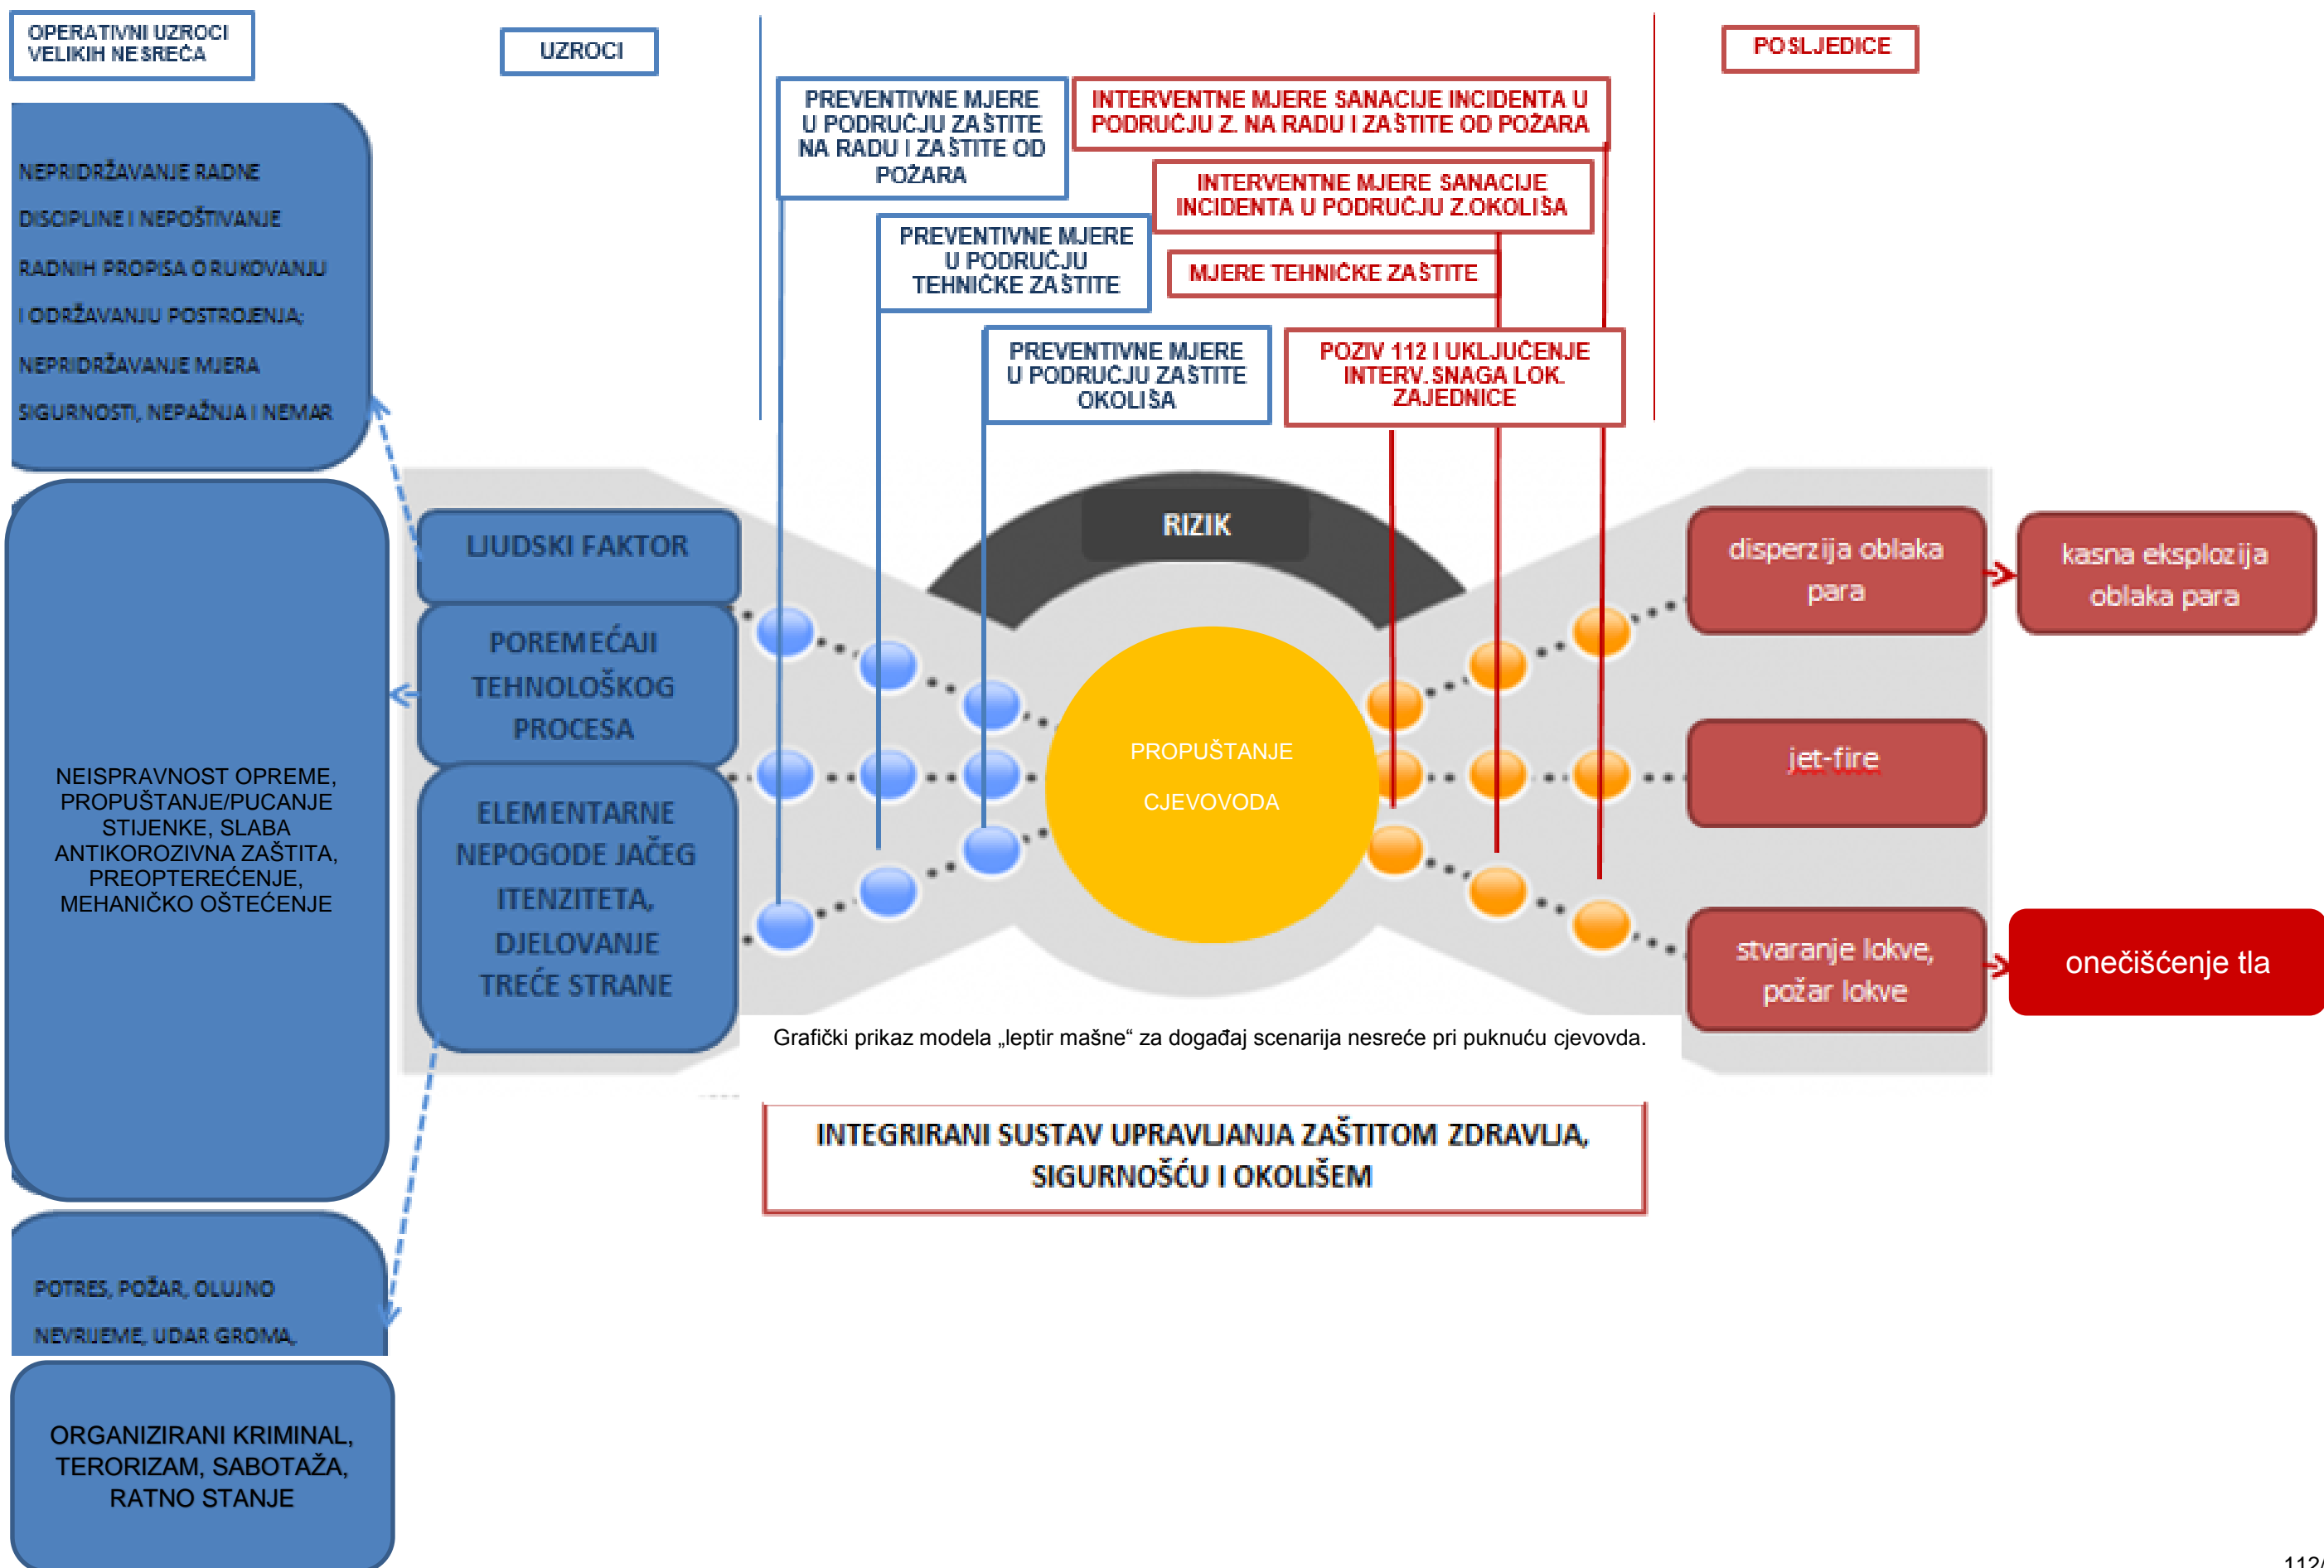 OPERATIVNI UZROCI
VELIKIH NESREĆA
UZROCI
POSLJEDICE
PREVENTIVNE MJERE
U PODRUČJU ZAŠTITE
NA RADU I ZAŠTITE OD
POŽARA
INTERVENTNE MJERE SANACIJE INCIDENTA U
PODRUČJU Z. NA RADU I ZAŠTITE OD POŽARA
INTERVENTNE MJERE SANACIJE
INCIDENTA U PODRUČJU Z.OKOLIŠA
PREVENTIVNE MJERE
U PODRUČJU
TEHNIČKE ZAŠTITE
MJERE TEHNIČKE ZAŠTITE
PREVENTIVNE MJERE
U PODRUČJU ZAŠTITE
OKOLIŠA
POZIV 112 I UKLJUČENJE
INTERV. SNAGA LOK.
ZAJEDNICE
NEPRIDRŽAVANJE RADNE
DISCIPLINE I NEPOŠTIVANJE
RADNIH PROPISA O RUKOVANJU
I ODRŽAVANJU POSTROJENJA;
NEPRIDRŽAVANJE MJERA
SIGURNOSTI, NEPAŽNJA I NEMAR
NEISPRAVNOST OPREME,
PROPUŠTANJE/PUCANJE
STIJENKE, SLABA
ANTIKOROZIVNA ZAŠTITA,
PREOPTEREĆENJE,
MEHANIČKO OŠTEĆENJE
POTRES, POŽAR, OLUJNO
NEVRIJEME, UDAR GROMA,
ORGANIZIRANI KRIMINAL,
TERORIZAM, SABOTAŽA,
RATNO STANJE
LJUDSKI FAKTOR
POREMEĆAJI
TEHNOLOŠKOG
PROCESA
ELEMENTARNE
NEPOGODE JAČEG
ITENZITETA,
DJELOVANJE
TREĆE STRANE
RIZIK
PROPUŠTANJE
CJEVOVODA
disperzija oblaka
para
kasna eksplozija
oblaka para
jet-fire
stvaranje lokve,
požar lokve
onečišćenje tla
Grafički prikaz modela „leptir mašne“ za događaj scenarija nesreće pri puknuću cjevovda.
INTEGRIRANI SUSTAV UPRAVLJANJA ZAŠTITOM ZDRAVLJA,
SIGURNOŠĆU I OKOLIŠEM
112/